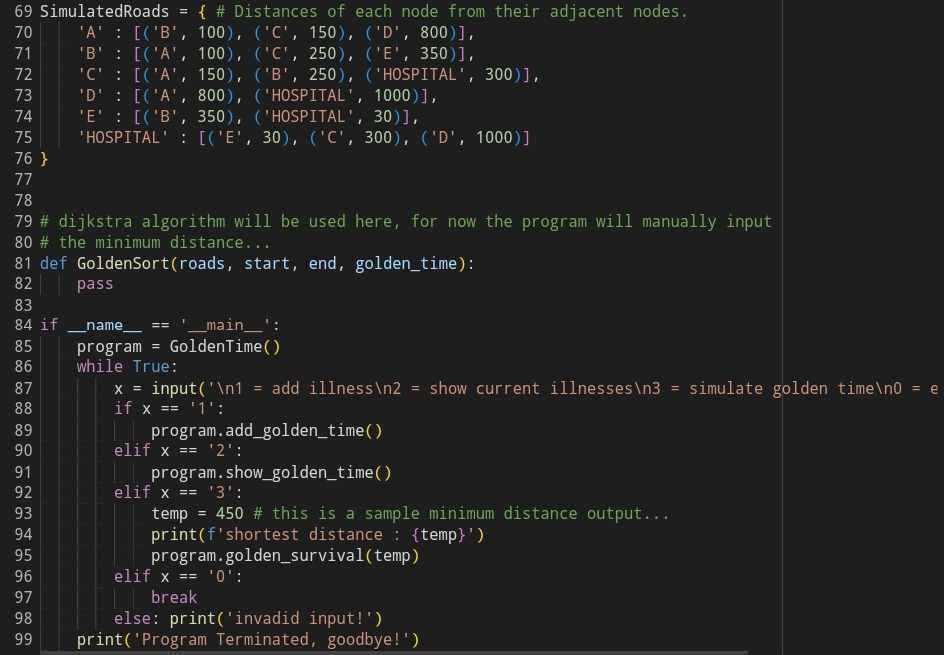 69 SimulatedRoads = { # Distances of each node from their adjacent nodes.
70     'A' : [('B', 100), ('C', 150), ('D', 800)],
71     'B' : [('A', 100), ('C', 250), ('E', 350)],
72     'C' : [('A', 150), ('B', 250), ('HOSPITAL', 300)],
73     'D' : [('A', 800), ('HOSPITAL', 1000)],
74     'E' : [('B', 350), ('HOSPITAL', 30)],
75     'HOSPITAL' : [('E', 30), ('C', 300), ('D', 1000)]
76 }
77
78
79 # dijkstra algorithm will be used here, for now the program will manually input
80 # the minimum distance...
81 def GoldenSort(roads, start, end, golden_time):
82     pass
83
84 if __name__ == '__main__':
85     program = GoldenTime()
86     while True:
87         x = input('\n1 = add illness\n2 = show current illnesses\n3 = simulate golden time\n0 = e
88         if x == '1':
89             program.add_golden_time()
90         elif x == '2':
91             program.show_golden_time()
92         elif x == '3':
93             temp = 450 # this is a sample minimum distance output...
94             print(f'shortest distance : {temp}')
95             program.golden_survival(temp)
96         elif x == '0':
97             break
98         else: print('invadid input!')
99     print('Program Terminated, goodbye!')